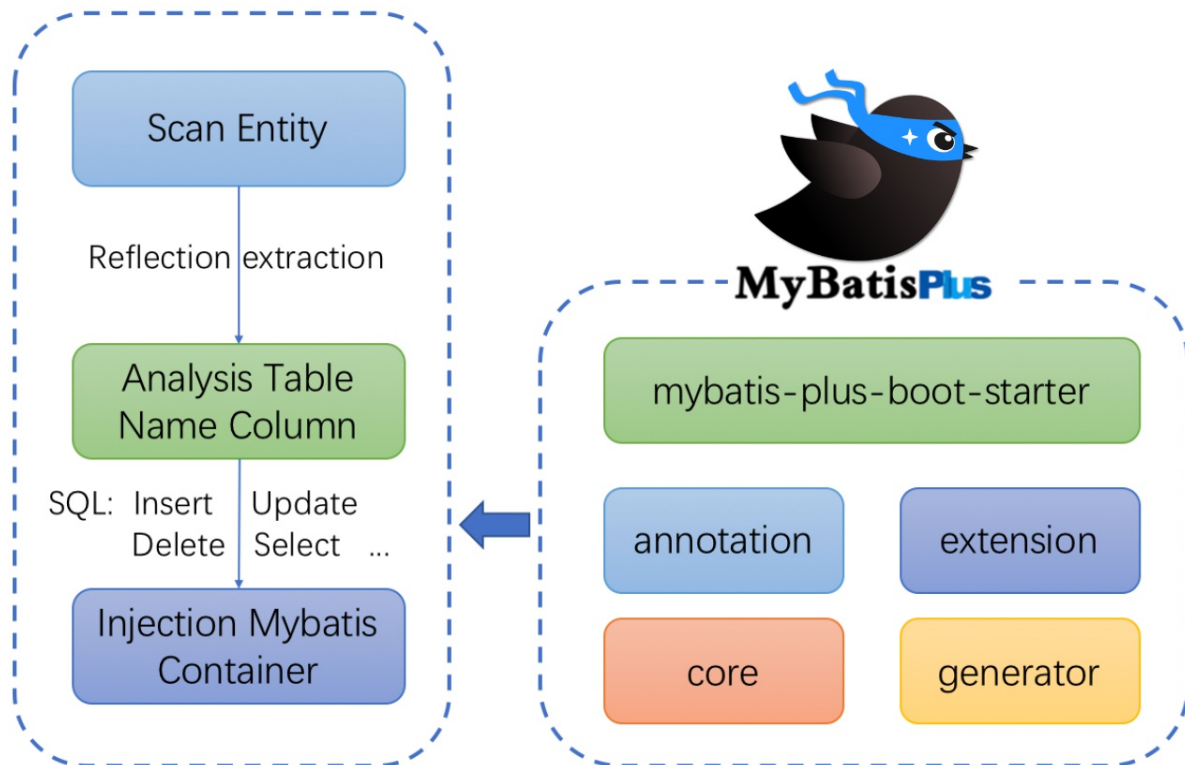 Scan Entity
Reflection extraction
Analysis Table
Name Column
SQL: Insert Update
Delete Select ...
Injection Mybatis
Container
MyBatisPlus
mybatis-plus-boot-starter
annotation
extension
core
generator